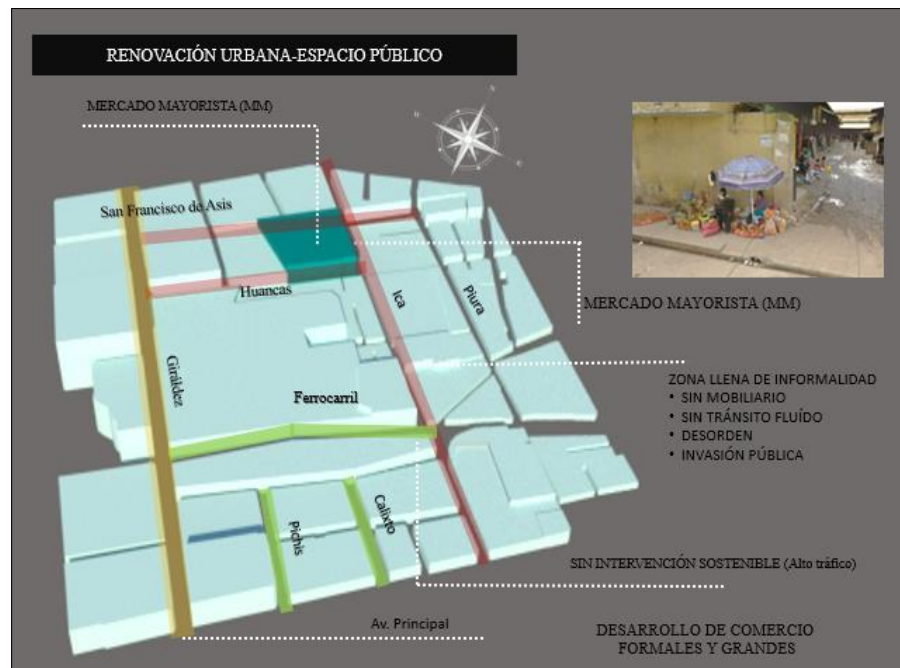 RENOVACIÓN URBANA-ESPACIO PÚBLICO
MERCADO MAYORISTA (MM)
San Francisco de Asis
Huancas
Ica
Piura
MERCADO MAYORISTA (MM)
Giráldez
Ferrocarril
ZONA LLENA DE INFORMALIDAD
• SIN MOBILIARIO
• SIN TRÁNSITO FLUÍDO
• DESORDEN
• INVASIÓN PÚBLICA
Pichis
Calixto
SIN INTERVENCIÓN SOSTENIBLE (Alto tráfico)
Av. Principal
DESARROLLO DE COMERCIO
FORMALES Y GRANDES